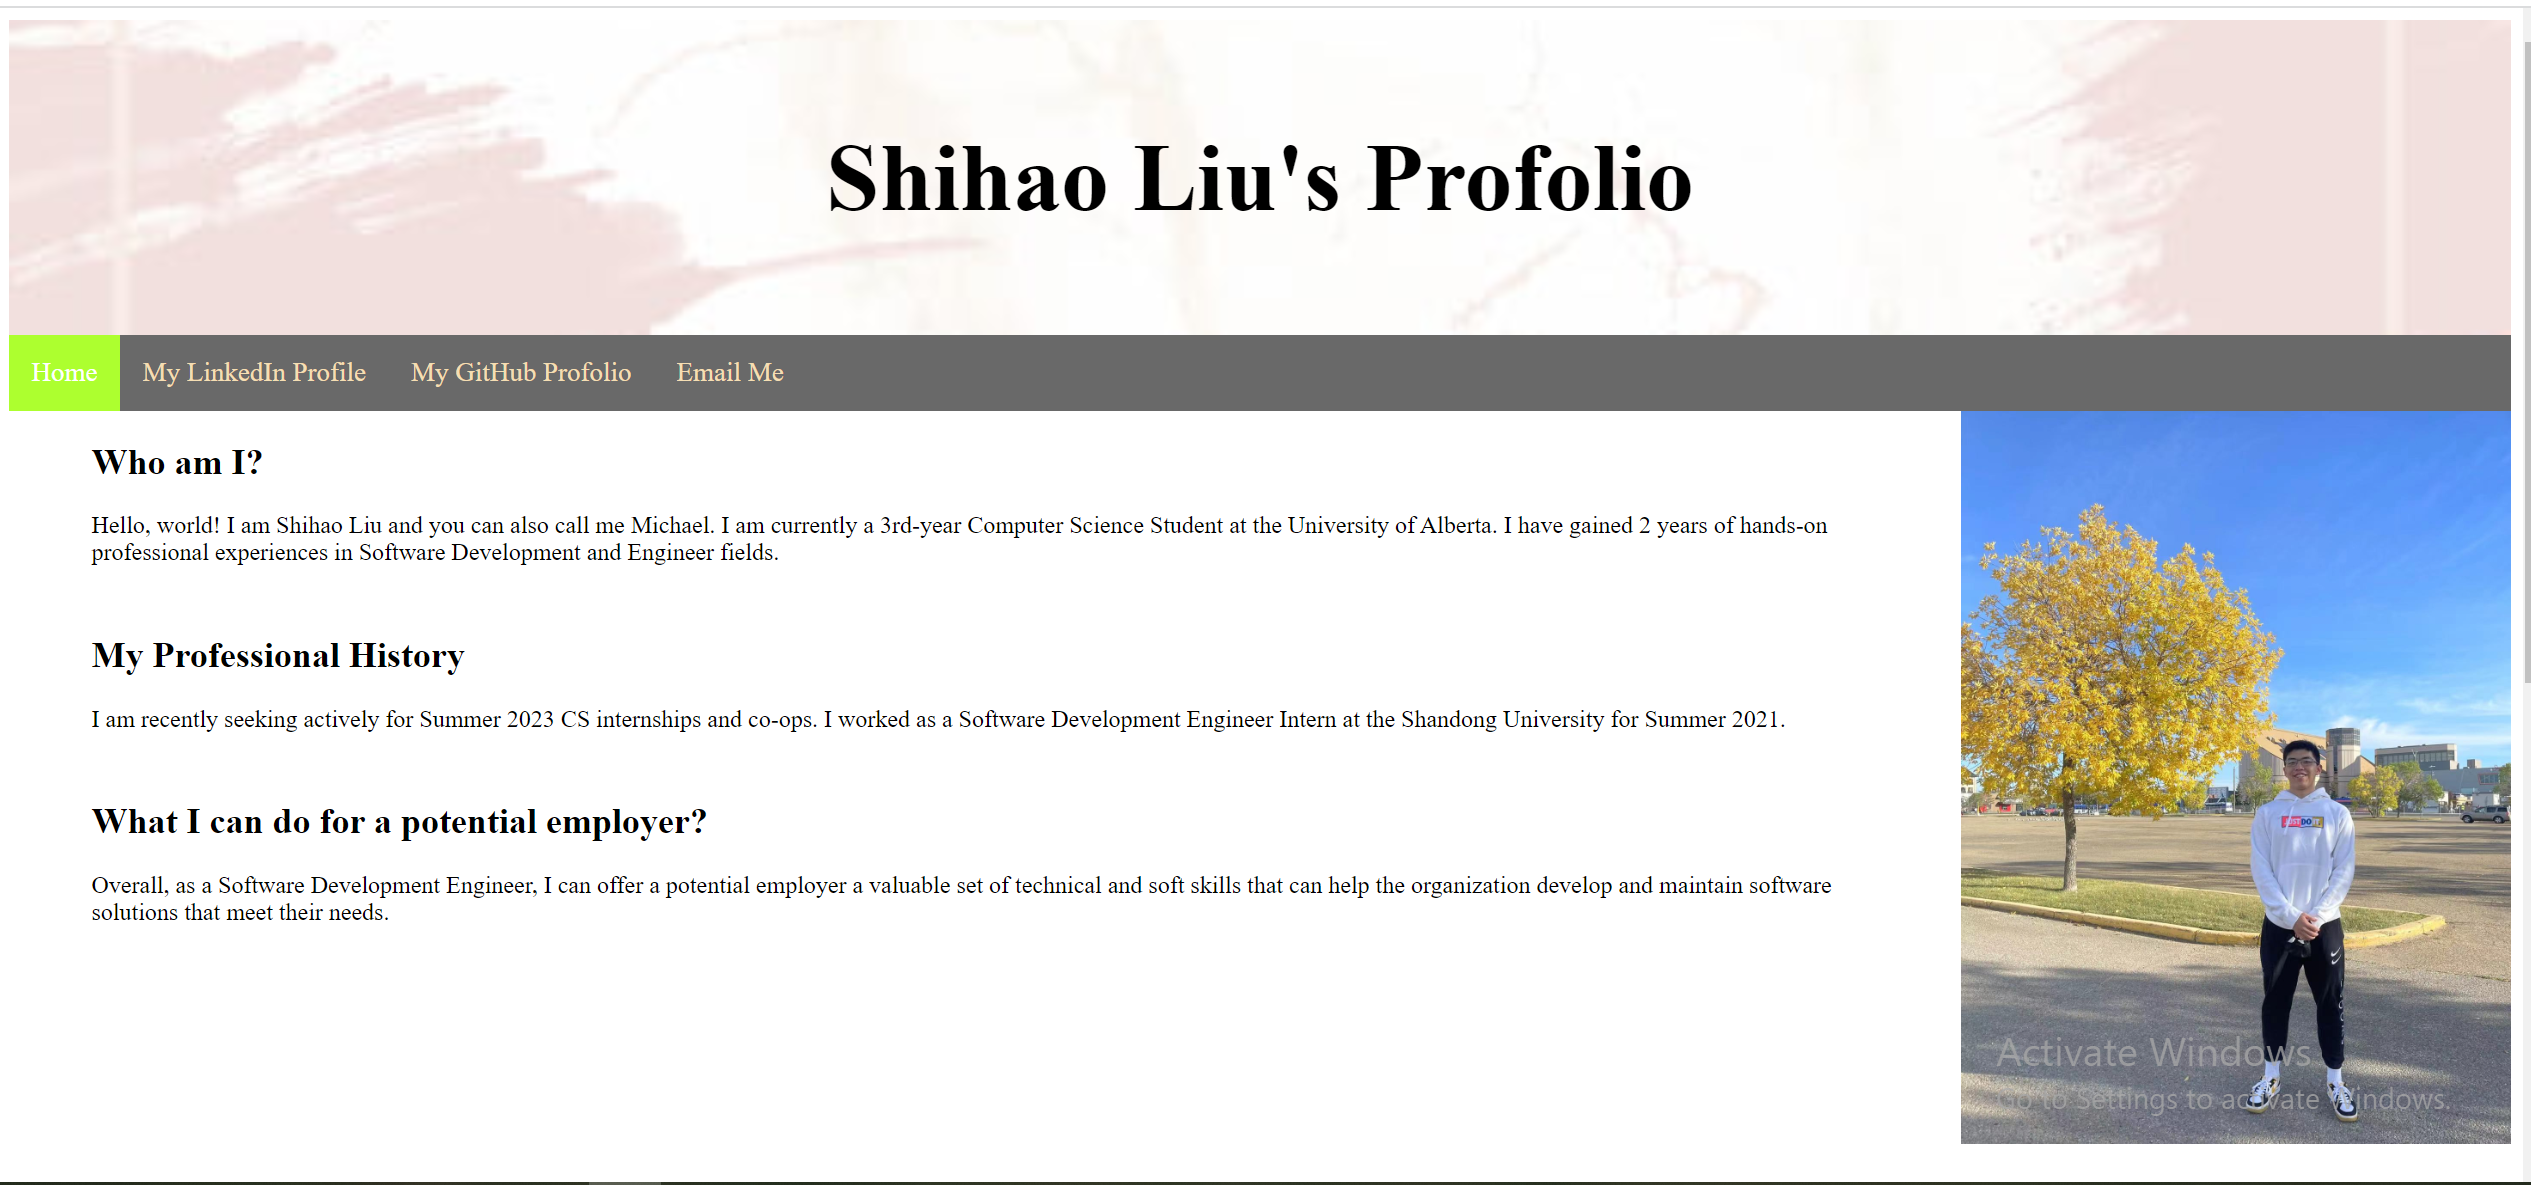 Shihao Liu's Profolio
Home My LinkedIn Profile My GitHub Profolio Email Me
Who am I?
Hello, world! I am Shihao Liu and you can also call me Michael. I am currently a 3rd-year Computer Science Student at the University of Alberta. I have gained 2 years of hands-on
professional experiences in Software Development and Engineer fields.
My Professional History
I am recently seeking actively for Summer 2023 CS internships and co-ops. I worked as a Software Development Engineer Intern at the Shandong University for Summer 2021.
What I can do for a potential employer?
Overall, as a Software Development Engineer, I can offer a potential employer a valuable set of technical and soft skills that can help the organization develop and maintain software
solutions that meet their needs.
JUST DO IT
Activate Windows
Go to Settings to activate Windows.